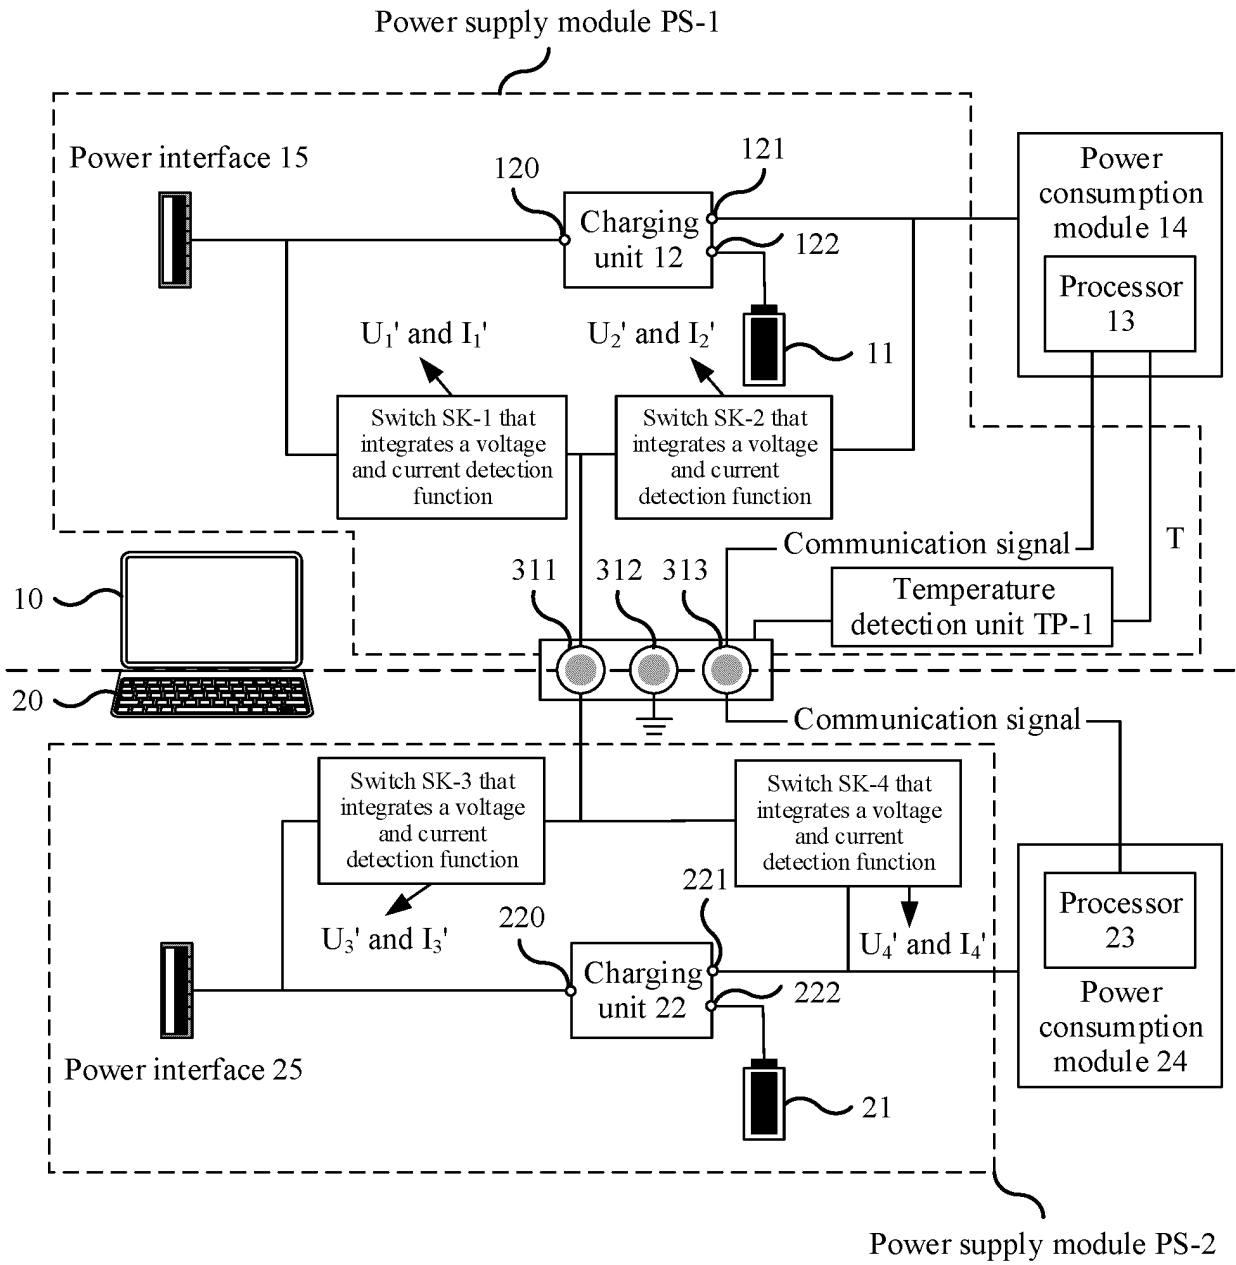 Power supply module PS-1
Power interface 15
120
121
Charging
unit 12
122
Power
consumption
module 14
Processor
13
U₁' and I₁'
U₂' and I₂'
11
Switch SK-1 that
integrates a voltage
and current detection
function
Switch SK-2 that
integrates a voltage
and current
detection function
Communication signal
T
311
312
313
Temperature
detection unit TP-1
10
20
Communication signal
Switch SK-3 that
integrates a voltage
and current
detection function
Switch SK-4 that
integrates a voltage
and current
detection function
221
220
U₃' and I₃'
U₄' and I₄'
Processor
23
Power
consumption
module 24
Charging
unit 22
222
Power interface 25
21
Power supply module PS-2